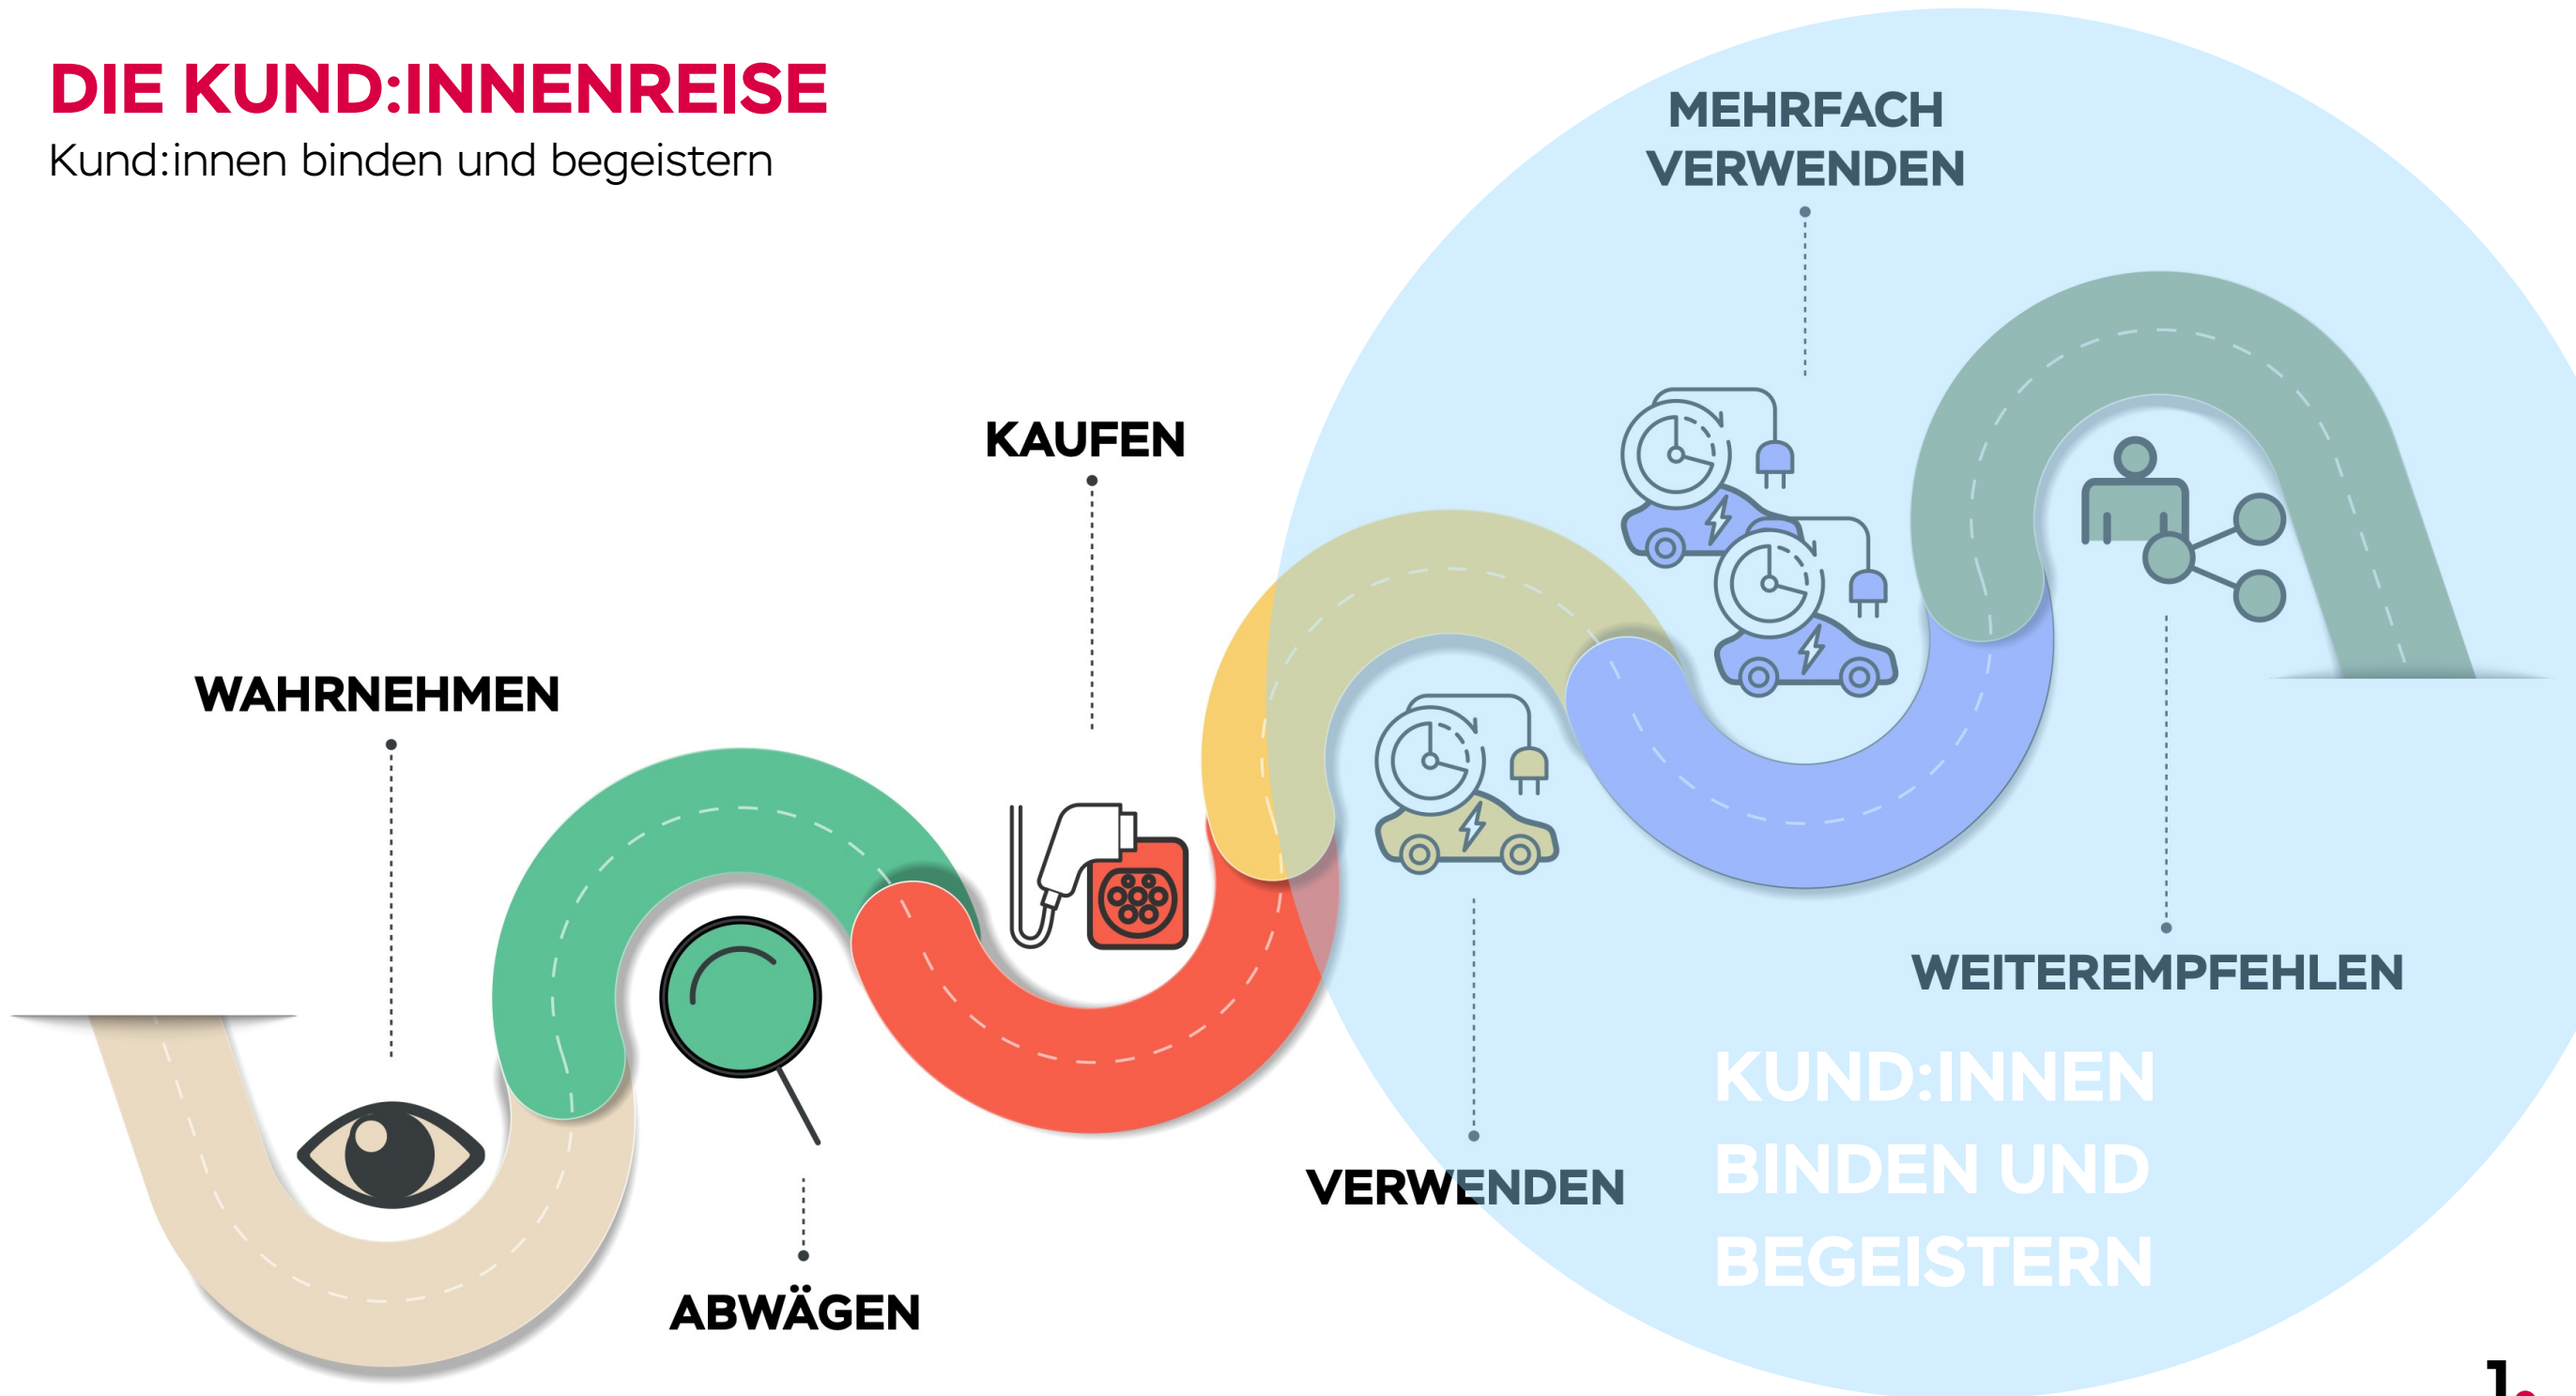 DIE KUND:INNENREISE
Kund:innen binden und begeistern
MEHRFACH
VERWENDEN
KAUFEN
WAHRNEHMEN
WEITEREMPFEHLEN
KUND:INNEN
BINDEN UND
BEGEISTERN
VERWENDEN
ABWÄGEN
1.